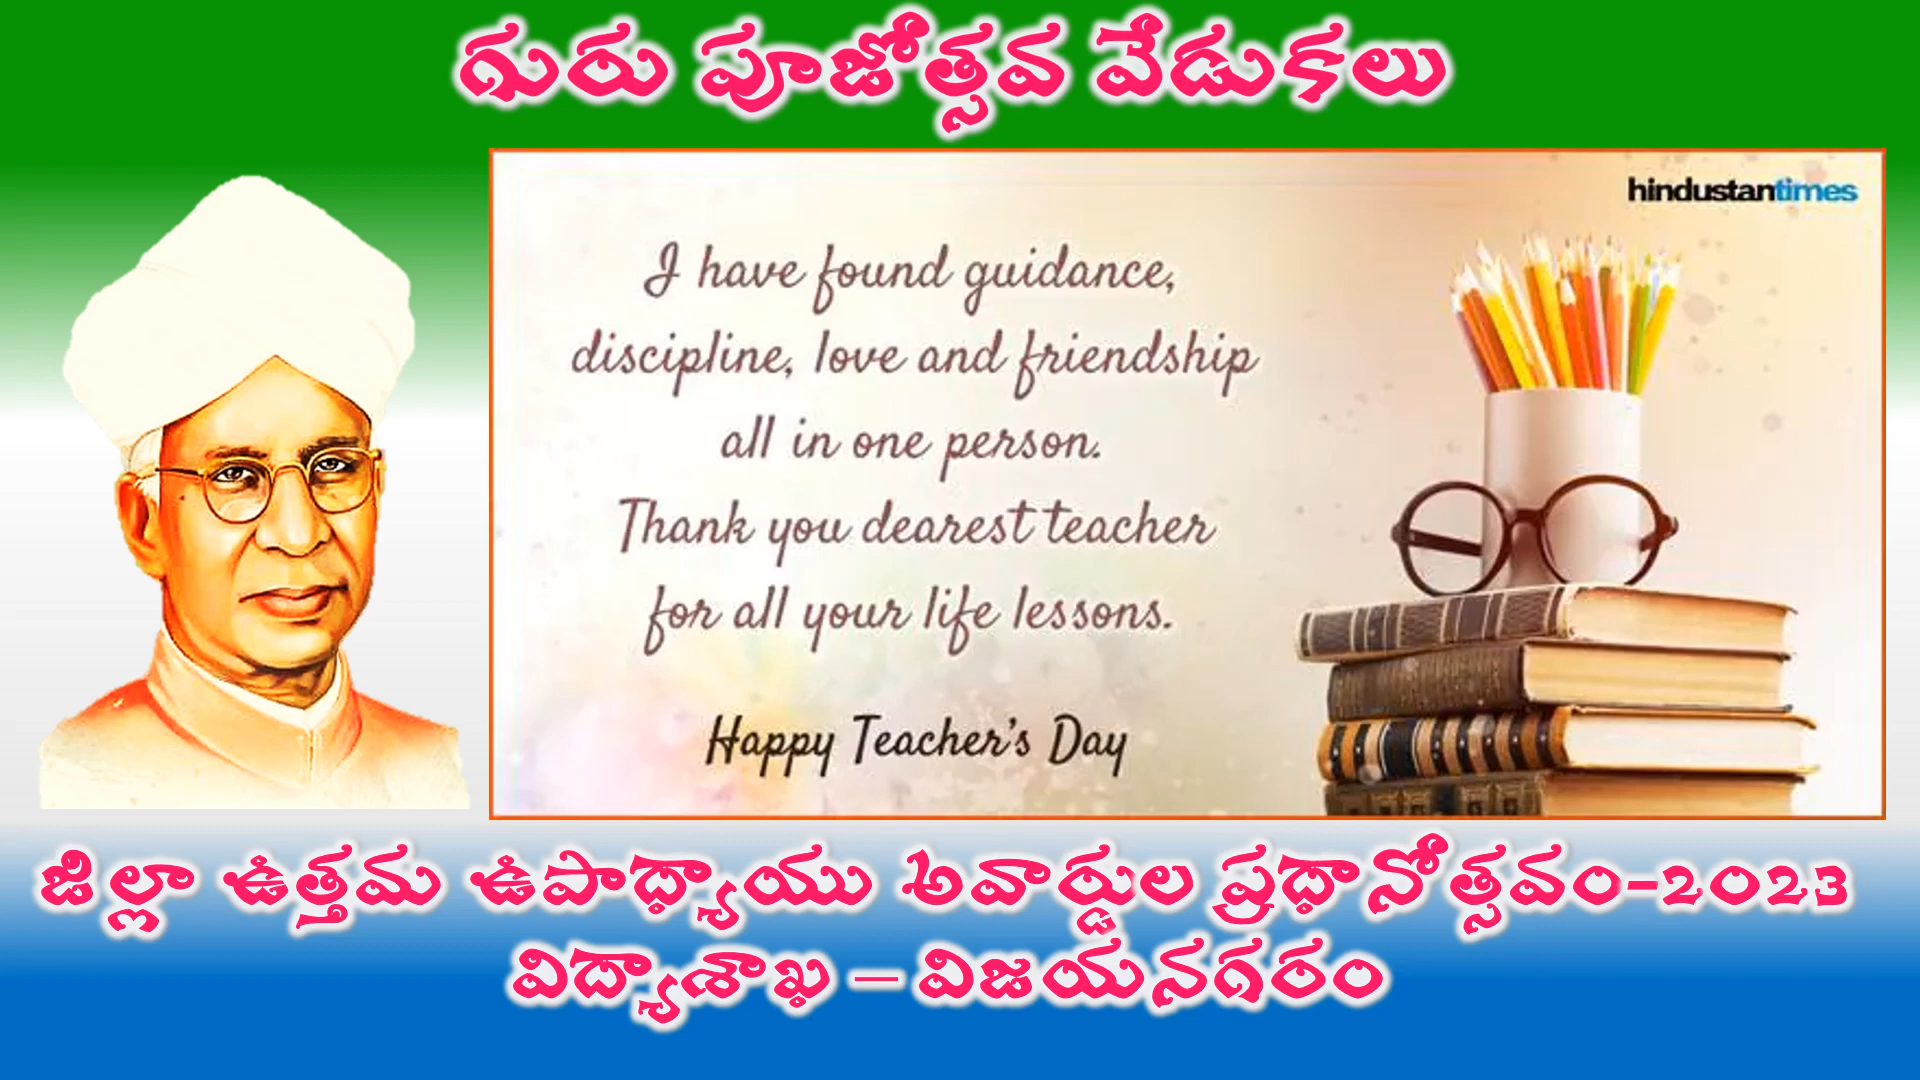 గురు పూజోత్సవ వేడుకలు
hindustantimes
I have found guidance,
discipline, love and friendship
all in one person.
Thank you dearest teacher
for all your life lessons.
Happy Teacher's Day
జిల్లా ఉత్తమ ఉపాధ్యాయు అవార్డుల ప్రధానోత్సవం-2023
విద్యాశాఖ – విజయనగరం